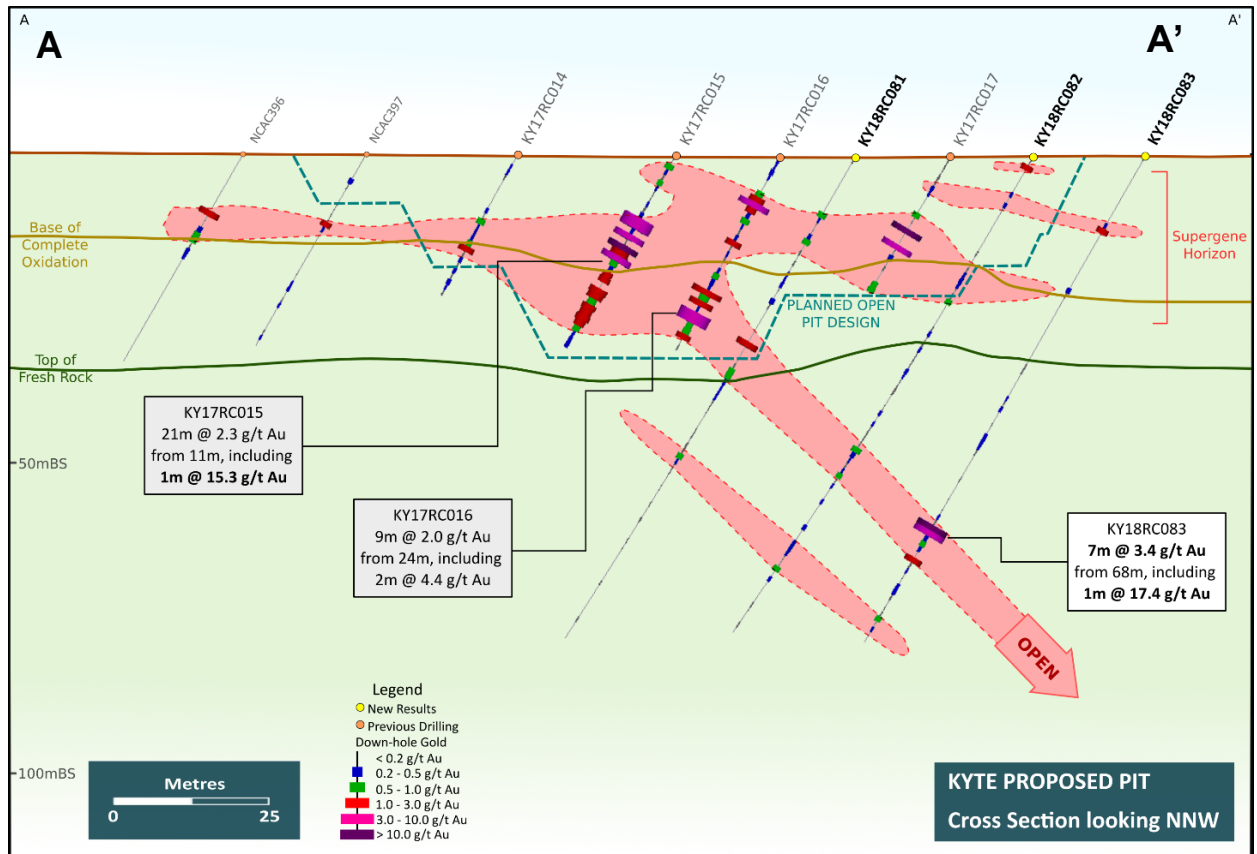 A
A'
A
A’
NCAC396
NCAC397
KY17RC014
KY17RC015
KY17RC016
KY18RC081
KY17RC017
KY18RC082
KY18RC083
Base of
Complete
Oxidation
Supergene
Horizon
PLANNED OPEN
PIT DESIGN
Top of
Fresh Rock
KY17RC015
21m @ 2.3 g/t Au
from 11m, including
1m @ 15.3 g/t Au
50mBS
KY17RC016
9m @ 2.0 g/t Au
from 24m, including
2m @ 4.4 g/t Au
KY18RC083
7m @ 3.4 g/t Au
from 68m, including
1m @ 17.4 g/t Au
OPEN
Legend
New Results
Previous Drilling
Down-hole Gold
< 0.2 g/t Au
0.2 - 0.5 g/t Au
0.5 - 1.0 g/t Au
1.0 - 3.0 g/t Au
3.0 - 10.0 g/t Au
> 10.0 g/t Au
100mBS
Metres
0 25
KYTE PROPOSED PIT
Cross Section looking NNW